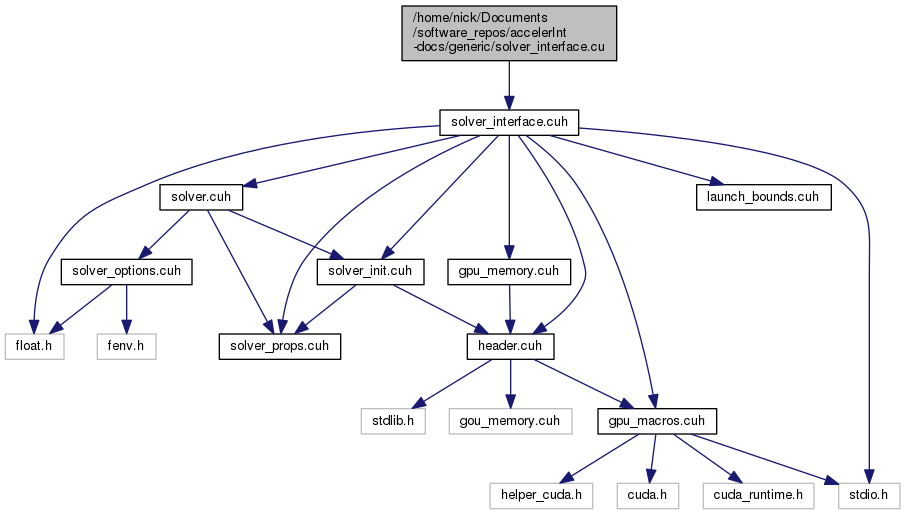 /home/nick/Documents
/software_repos/accelerInt
-docs/generic/solver_interface.cu
solver_interface.cuh
solver.cuh
launch_bounds.cuh
solver_options.cuh
solver_init.cuh
gpu_memory.cuh
float.h
fenv.h
solver_props.cuh
header.cuh
stdlib.h
gou_memory.cuh
gpu_macros.cuh
helper_cuda.h
cuda.h
cuda_runtime.h
stdio.h